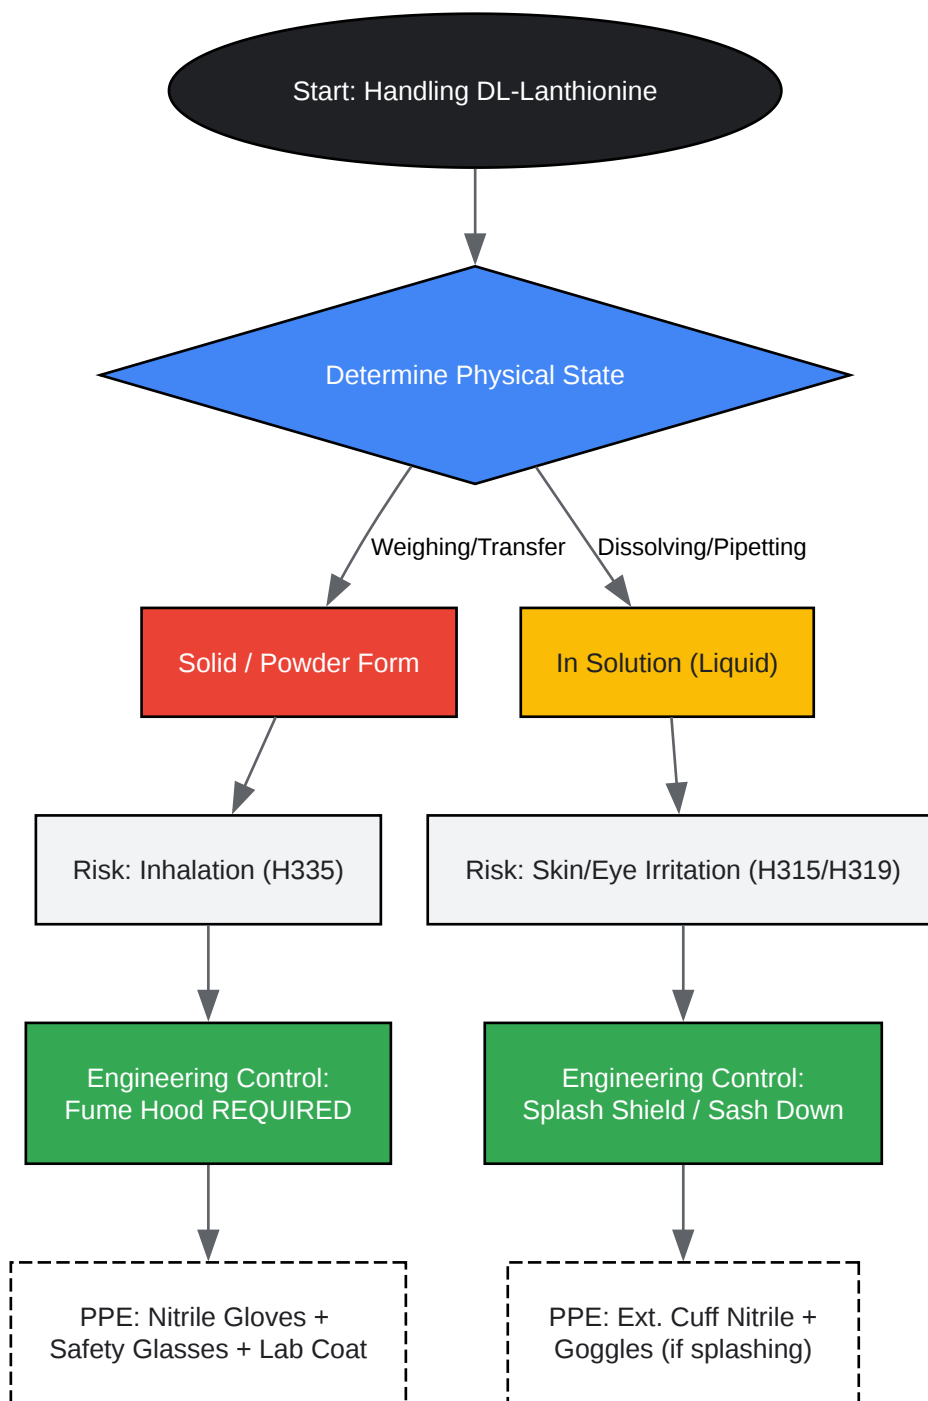 Start: Handling DL-Lanthionine
Determine Physical State
Weighing/Transfer
Dissolving/Pipetting
Solid / Powder Form
In Solution (Liquid)
Risk: Inhalation (H335)
Risk: Skin/Eye Irritation (H315/H319)
Engineering Control:
Fume Hood REQUIRED
Engineering Control:
Splash Shield / Sash Down
PPE: Nitrile Gloves +
Safety Glasses + Lab Coat
PPE: Ext. Cuff Nitrile +
Goggles (if splashing)